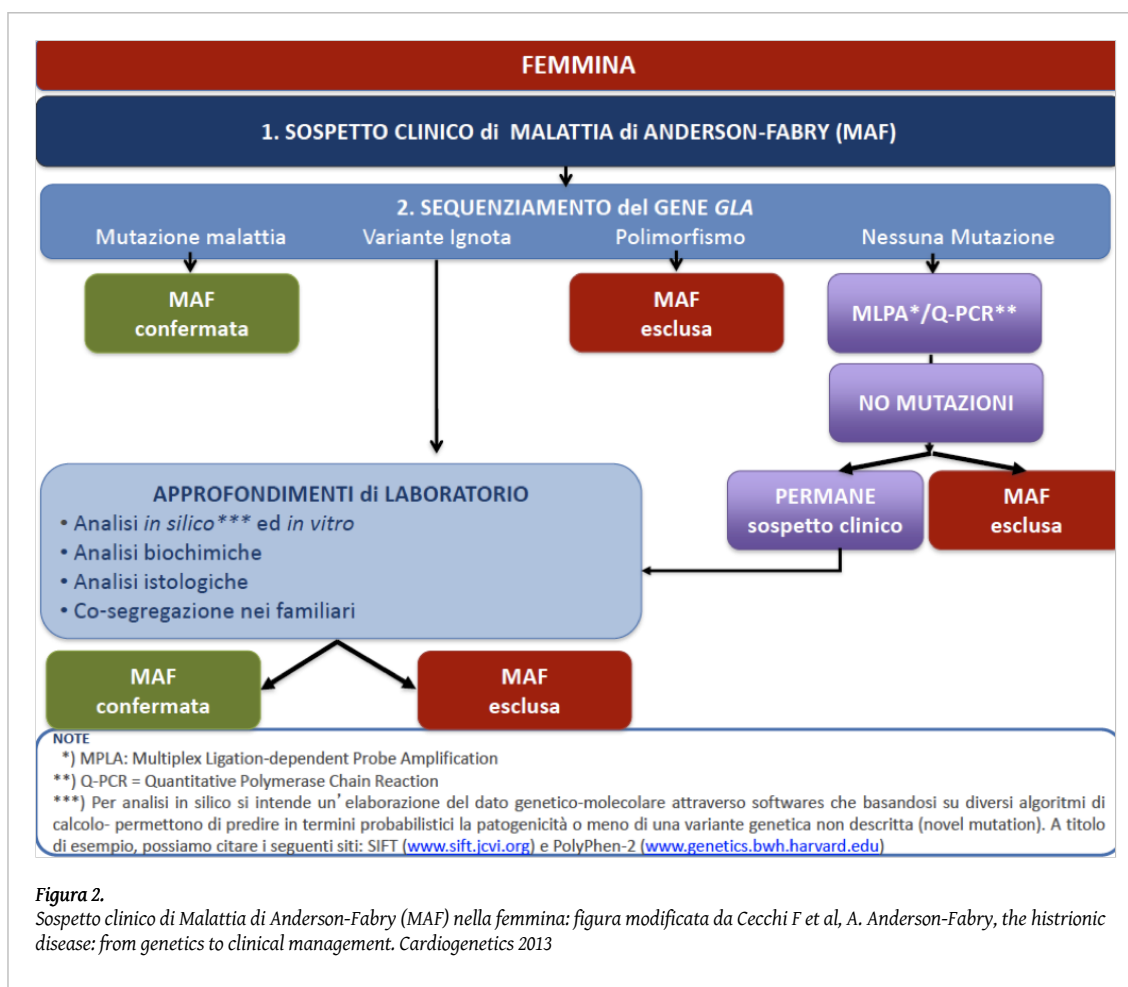 FEMMINA
1. SOSPETTO CLINICO di MALATTIA di ANDERSON-FABRY (MAF)
2. SEQUENZIAMENTO del GENE GLA
Mutazione malattia
Variante Ignota
Polimorfismo
Nessuna Mutazione
MAF
confermata
MAF
esclusa
MLPA*/Q-PCR**
NO MUTAZIONI
PERMANE
sospetto clinico
MAF
esclusa
APPROFONDIMENTI di LABORATORIO
• Analisi in silico*** ed in vitro
• Analisi biochimiche
• Analisi istologiche
• Co-segregazione nei familiari
MAF
confermata
MAF
esclusa
NOTE
*) MPLA: Multiplex Ligation-dependent Probe Amplification
**) Q-PCR = Quantitative Polymerase Chain Reaction
***) Per analisi in silico si intende un' elaborazione del dato genetico-molecolare attraverso softwares che basandosi su diversi algoritmi di
calcolo- permettono di predire in termini probabilistici la patogenicità o meno di una variante genetica non descritta (novel mutation). A titolo
di esempio, possiamo citare i seguenti siti: SIFT (www.sift.jcvi.org) e PolyPhen-2 (www.genetics.bwh.harvard.edu)
Figura 2.
Sospetto clinico di Malattia di Anderson-Fabry (MAF) nella femmina: figura modificata da Cecchi F et al, A. Anderson-Fabry, the histrionic
disease: from genetics to clinical management. Cardiogenetics 2013